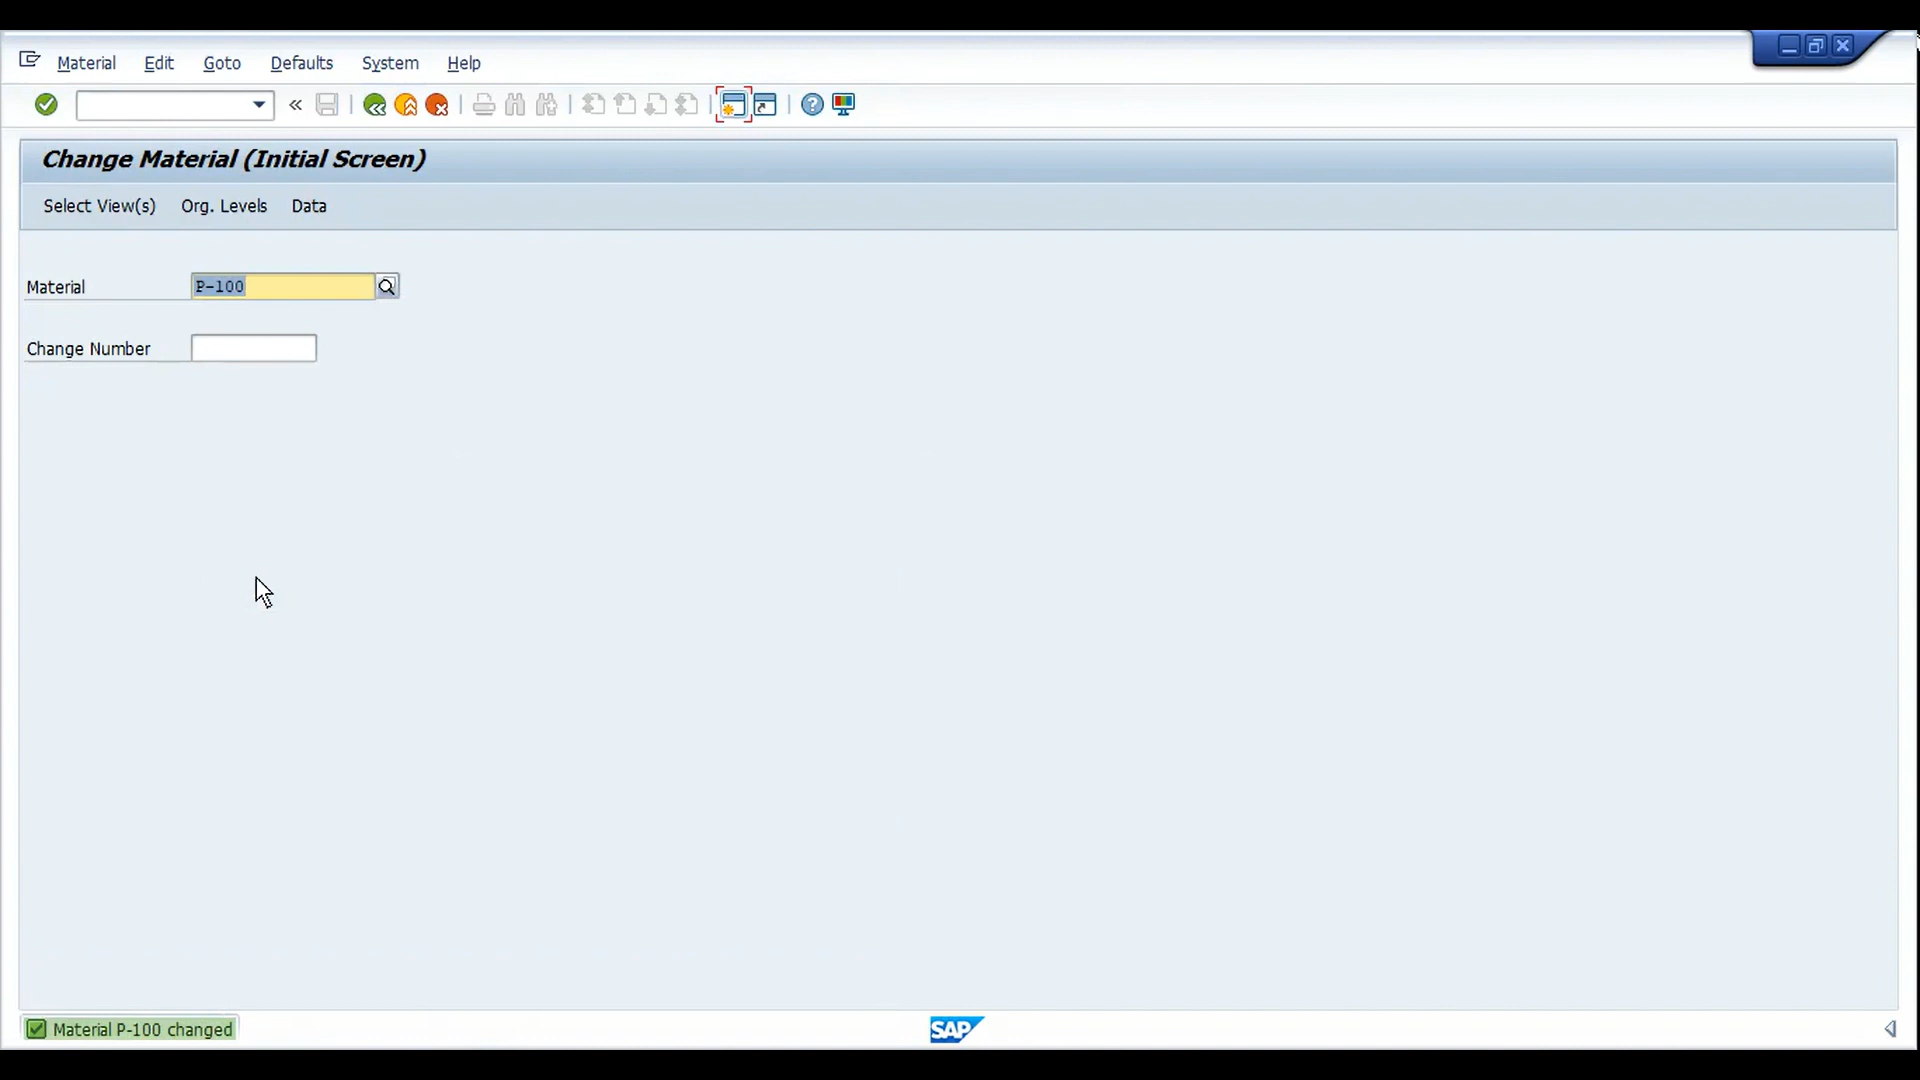 Material Edit Goto Defaults System Help
Change Material (Initial Screen)
Select View(s) Org. Levels Data
Material P-100
Change Number
Material P-100 changed
SAP